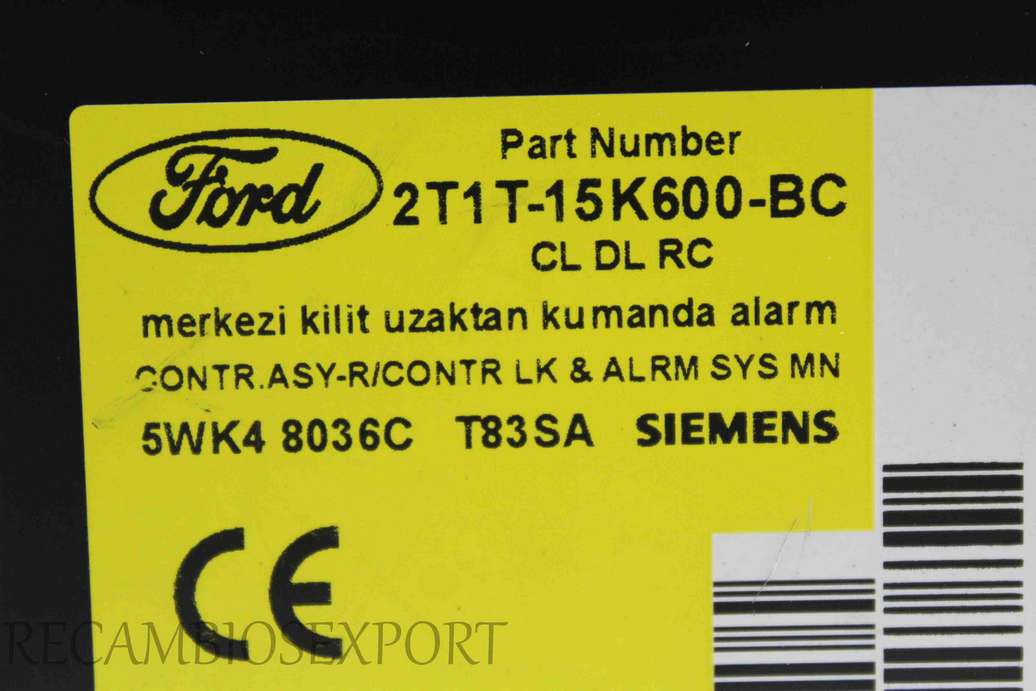 Ford
Part Number
2T1T-15K600-BC
CL DL RC
merkezi kilit uzaktan kumanda alarm
CONTR.ASY-R/CONTR LK & ALRM SYS MN
5WK4 8036C T83SA SIEMENS
CE
RECAMBIOSEXPORT